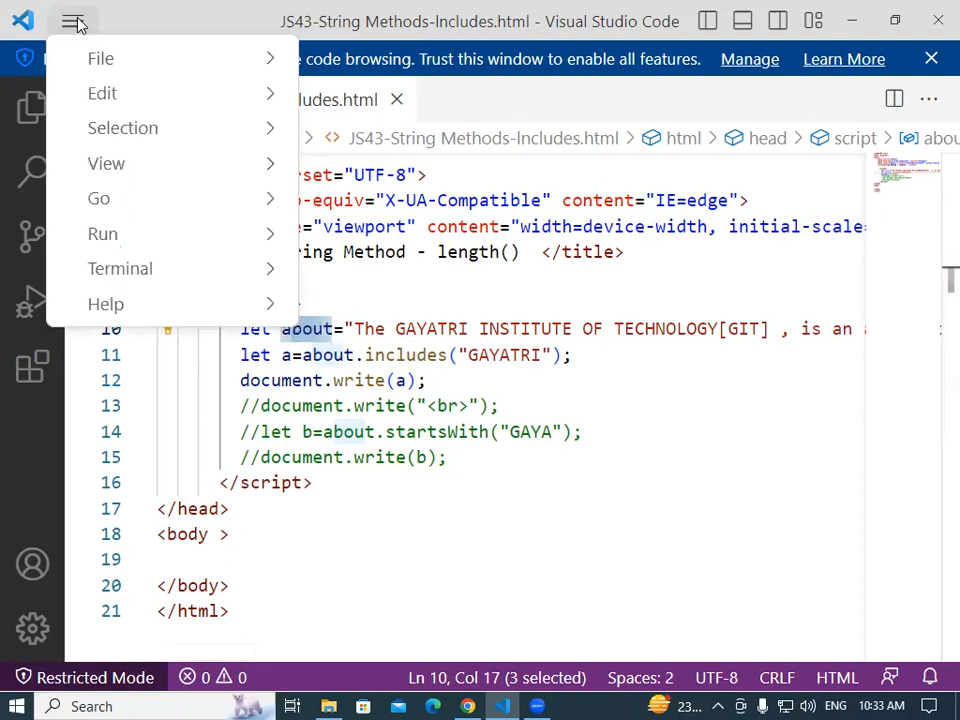 JS43-String Methods-Includes.html - Visual Studio Code
code browsing. Trust this window to enable all features. Manage Learn More
File
Edit
Selection
View
Go
Run
Terminal
Help
ludes.html
JS43-String Methods-Includes.html html head script abou
rset="UTF-8">
p-equiv="X-UA-Compatible" content="IE=edge">
"viewport" content="width=device-width, initial-scale=
ring Method - length() </title>
10 let about="The GAYATRI INSTITUTE OF TECHNOLOGY[GIT] , is an a
11 let a=about.includes("GAYATRI");
12 document.write(a);
13 //document.write("<br>");
14 //let b=about.startsWith("GAYA");
15 //document.write(b);
16 </script>
17 </head>
18 <body >
19
20 </body>
21 </html>
Restricted Mode 0 0 Ln 10, Col 17 (3 selected) Spaces: 2 UTF-8 CRLF HTML
Search 23... ENG 10:33 AM